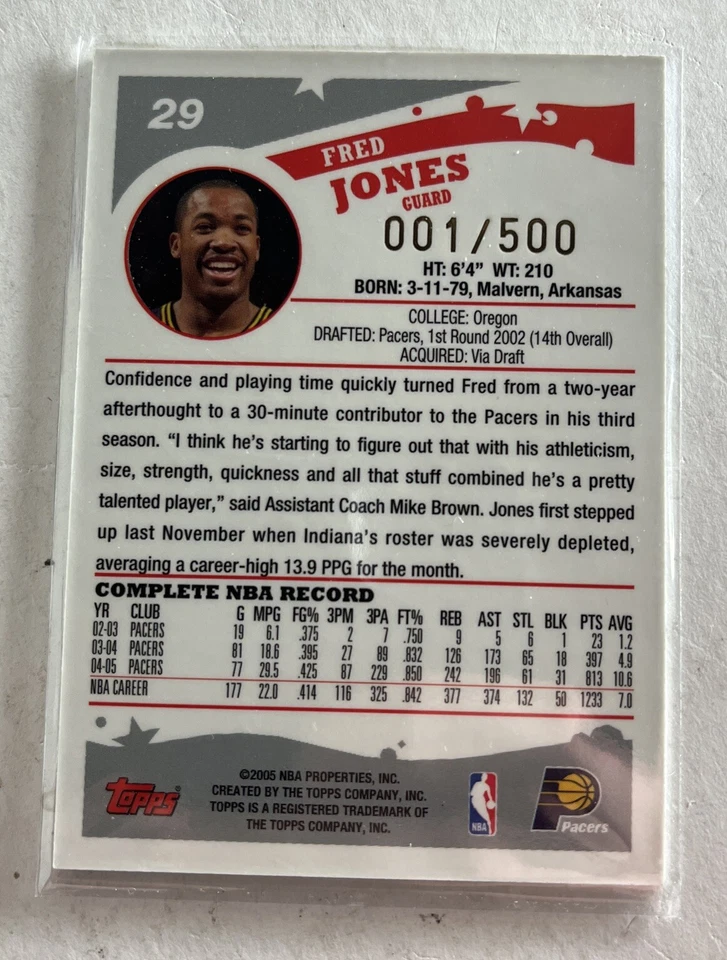 29
FRED
JONES
GUARD
001/500
HT: 6'4" WT: 210
BORN: 3-11-79, Malvern, Arkansas
COLLEGE: Oregon
DRAFTED: Pacers, 1st Round 2002 (14th Overall)
ACQUIRED: Via Draft
Confidence and playing time quickly turned Fred from a two-year
afterthought to a 30-minute contributor to the Pacers in his third
season. “I think he’s starting to figure out that with his athleticism,
size, strength, quickness and all that stuff combined he’s a pretty
talented player,” said Assistant Coach Mike Brown. Jones first stepped
up last November when Indiana’s roster was severely depleted,
averaging a career-high 13.9 PPG for the month.
COMPLETE NBA RECORD
YR CLUB G MPG FG% 3PM 3PA FT% REB AST STL BLK PTS AVG
02-03 PACERS 19 6.1 .375 2 7 .750 9 5 6 1 23 1.2
03-04 PACERS 81 18.6 .395 27 89 .832 126 173 65 18 397 4.9
04-05 PACERS 77 29.5 .425 87 229 .850 242 196 61 31 813 10.6
NBA CAREER 177 22.0 .414 116 325 .842 377 374 132 50 1233 7.0
topps
©2005 NBA PROPERTIES, INC.
CREATED BY THE TOPPS COMPANY, INC.
TOPPS IS A REGISTERED TRADEMARK OF
THE TOPPS COMPANY, INC.
NBA
Pacers